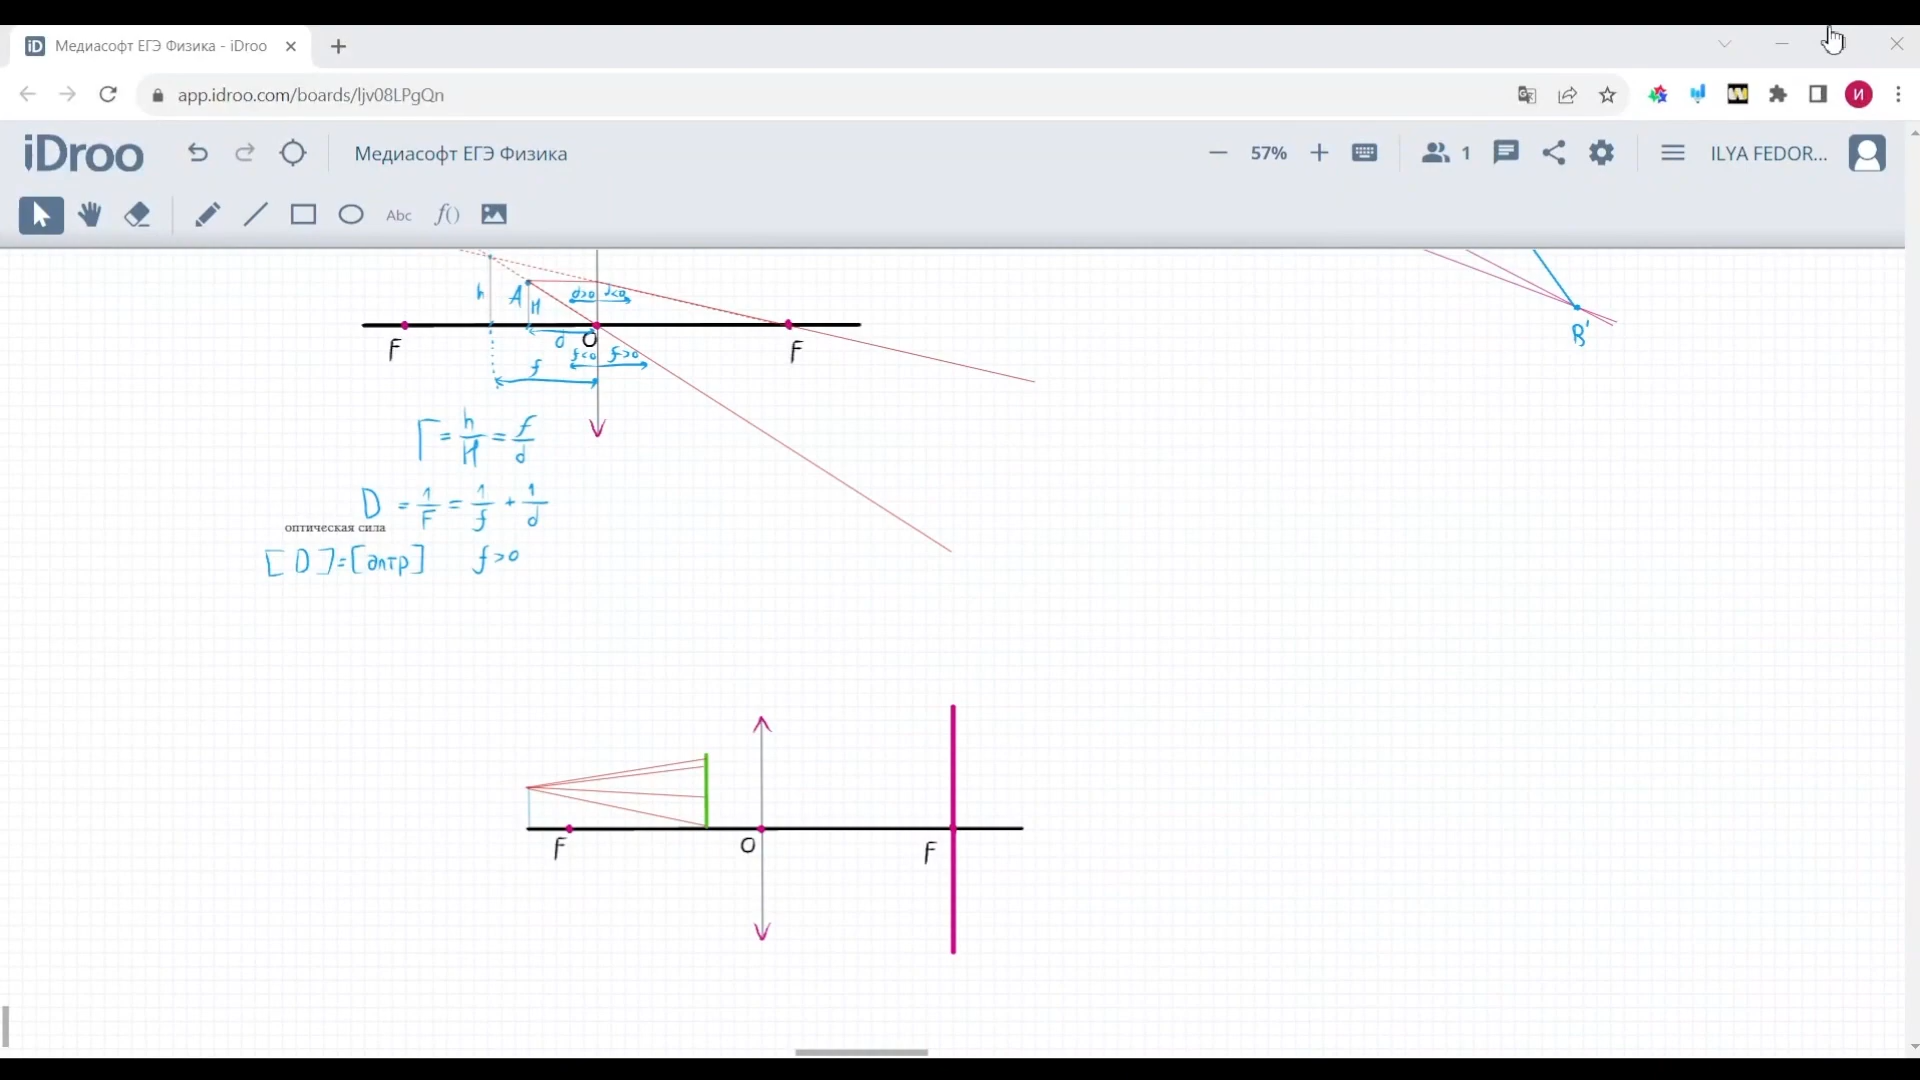 Медиасофт ЕГЭ Физика - iDroo
app.idroo.com/boards/ljv08LPgQn
И
iDroo
Медиасофт ЕГЭ Физика
57%
1
ILYA FEDOR...
Abc
f()
h A H d>0 d<0
F d O F
f f<0 f>0
B'
Γ = h/H = f/d
D = 1/F = 1/f + 1/d
оптическая сила
[D] = [дптр] f>0
F O F